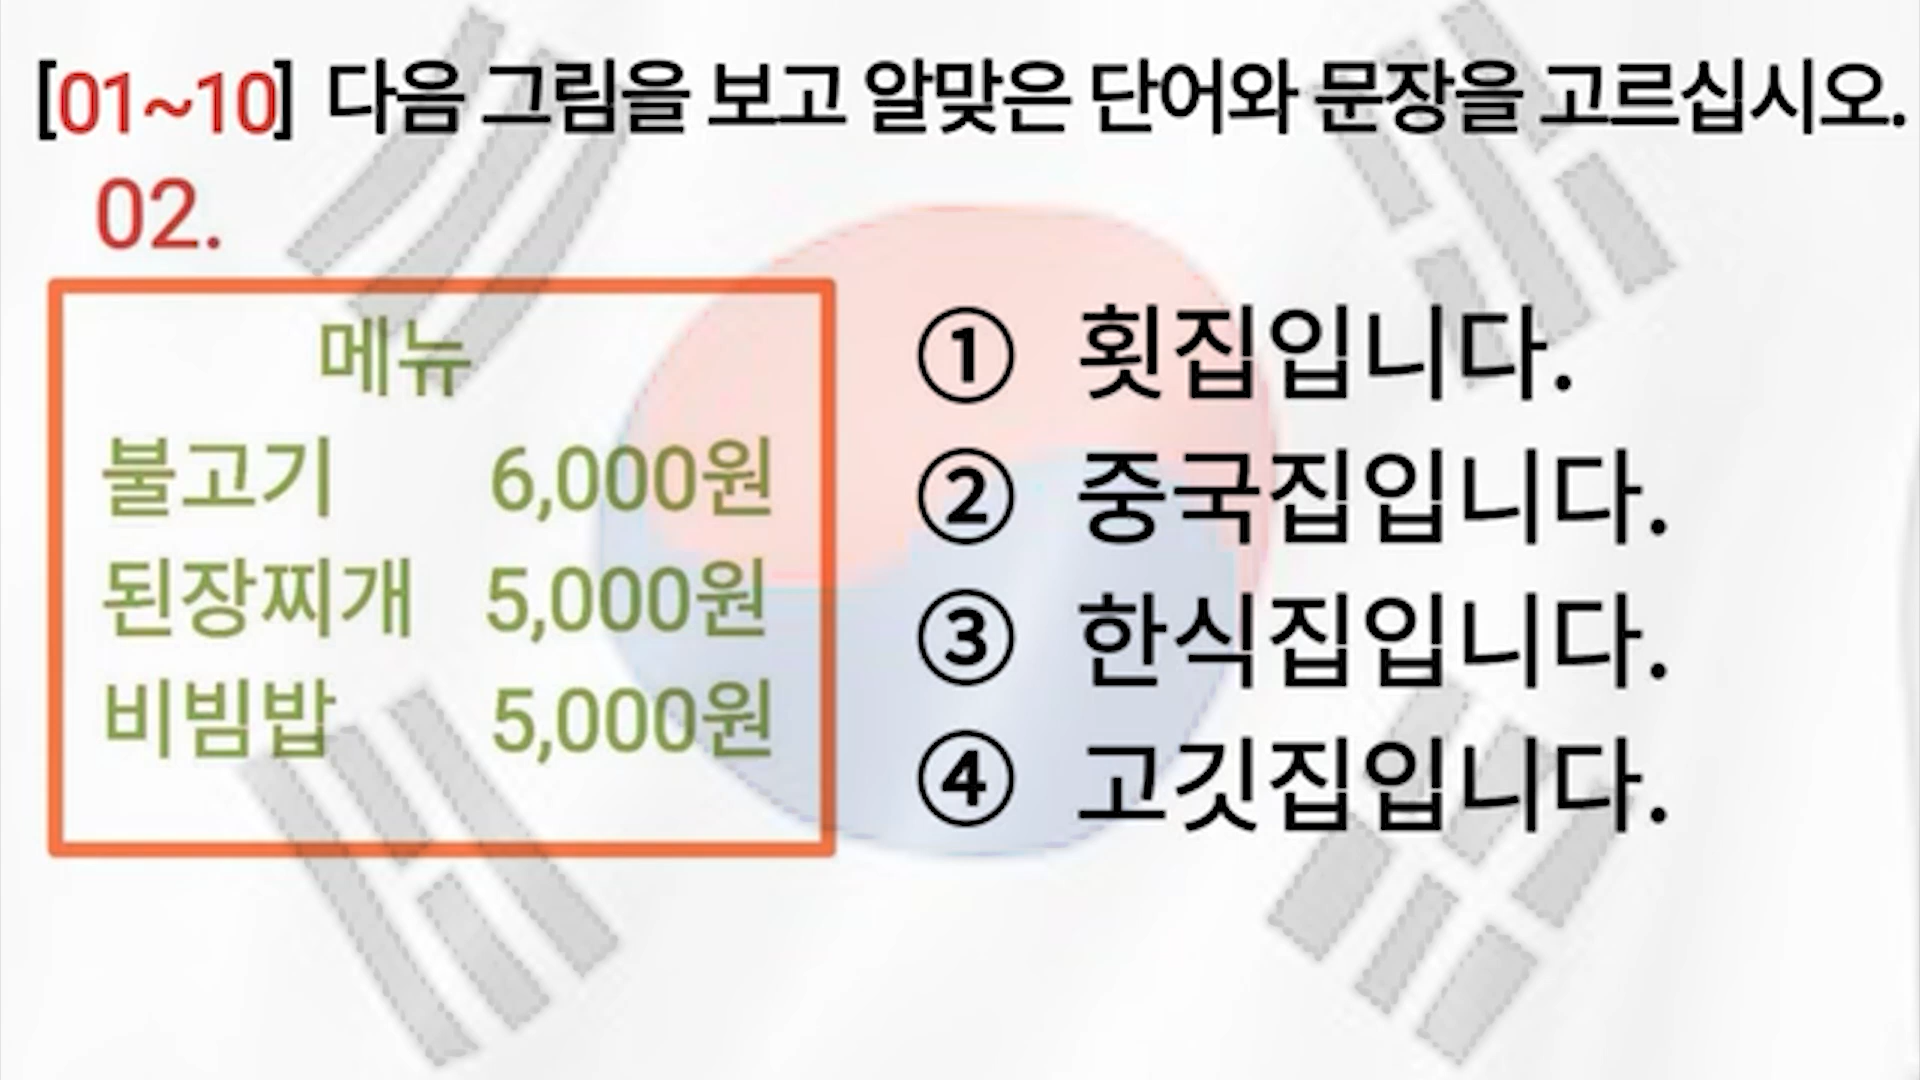 [01~10] 다음 그림을 보고 알맞은 단어와 문장을 고르십시오.
02.
메뉴
불고기 6,000원
된장찌개 5,000원
비빔밥 5,000원
① 횟집입니다.
② 중국집입니다.
③ 한식집입니다.
④ 고깃집입니다.